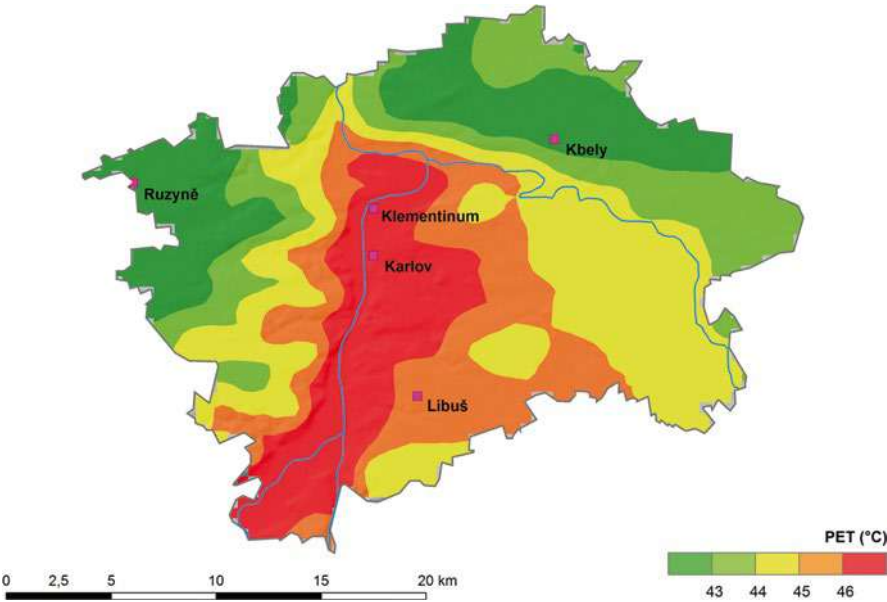 Kbely
Ruzyně
Klementinum
Karlov
Libuš
PET (°C)
0 2,5 5 10 15 20 km
43 44 45 46